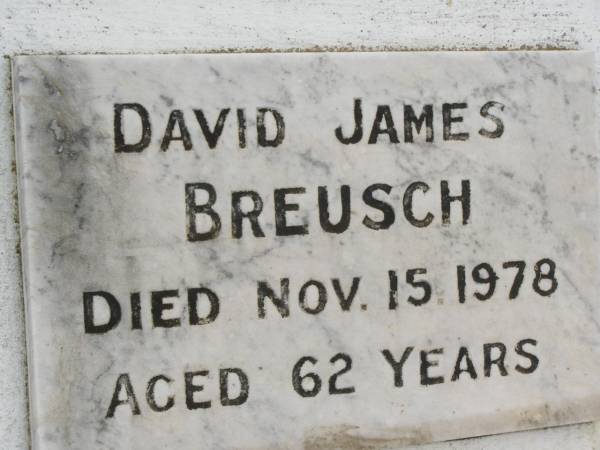 DAVID JAMES
BREUSCH
DIED NOV. 15. 1978
AGED 62 YEARS